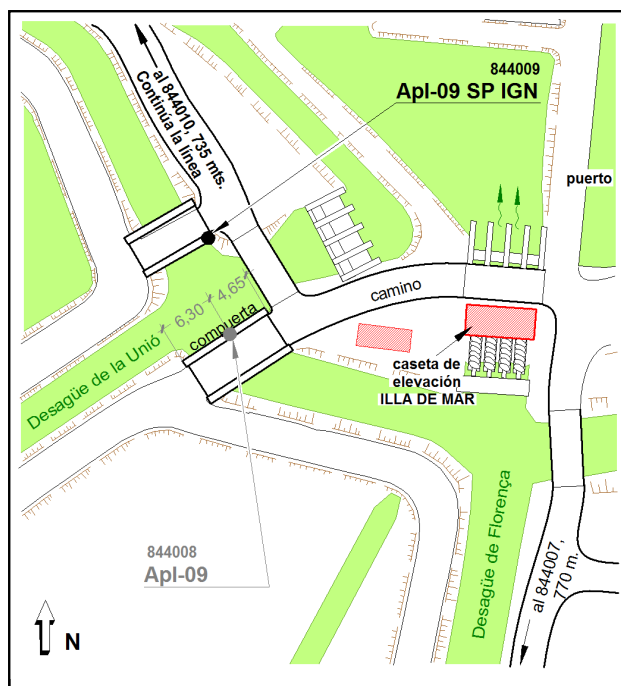 844009
Apl-09 SP IGN
al 844010, 735 mts.
Continúa la línea
puerto
camino
6,30
4,65
compuerta
Desagüe de la Unió
caseta de
elevación
ILLA DE MAR
844008
Apl-09
Desagüe de Florença
al 844007,
770 m.
N